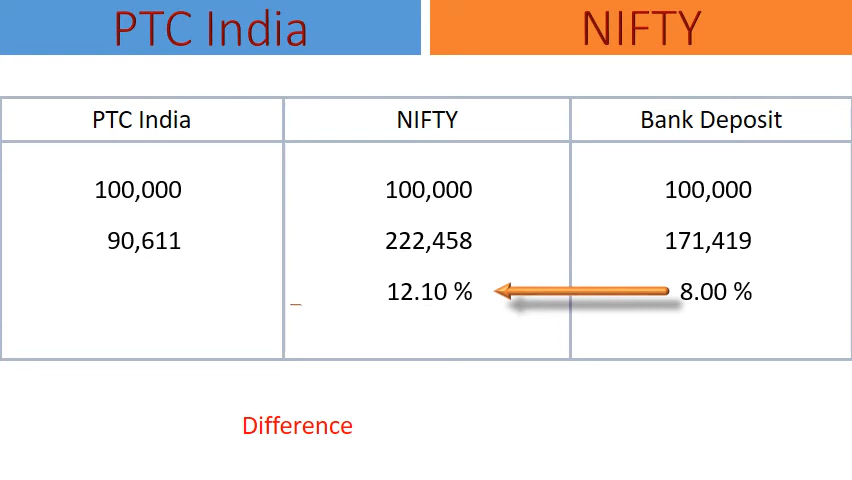 PTC India NIFTY
PTC India NIFTY Bank Deposit
100,000 100,000 100,000
90,611 222,458 171,419
12.10 % 8.00 %
Difference